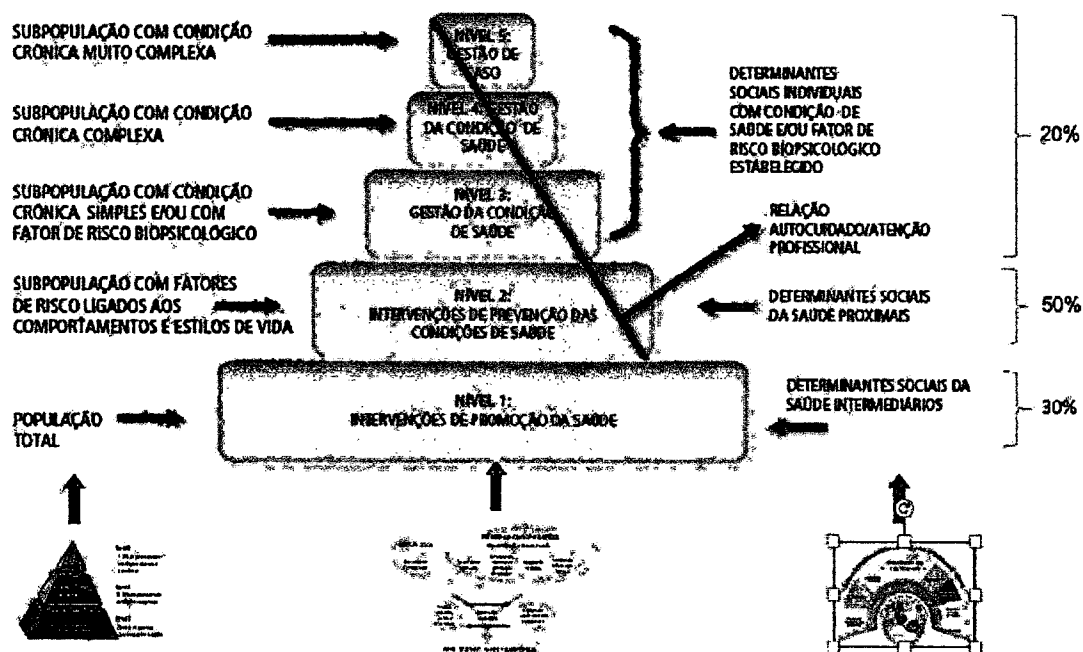 SUBPOPULAÇÃO COM CONDIÇÃO
CRÔNICA MUITO COMPLEXA
SUBPOPULAÇÃO COM CONDIÇÃO
CRÔNICA COMPLEXA
SUBPOPULAÇÃO COM CONDIÇÃO
CRÔNICA SIMPLES E/OU COM
FATOR DE RISCO BIOPSICOLÓGICO
SUBPOPULAÇÃO COM FATORES
DE RISCO LIGADOS AOS
COMPORTAMENTOS E ESTILOS DE VIDA
POPULAÇÃO
TOTAL
NÍVEL 5:
GESTÃO DE
CASO
NÍVEL 4: GESTÃO
DA CONDIÇÃO DE
SAÚDE
NÍVEL 3:
GESTÃO DA CONDIÇÃO
DE SAÚDE
NÍVEL 2:
INTERVENÇÕES DE PREVENÇÃO DAS
CONDIÇÕES DE SAÚDE
NÍVEL 1:
INTERVENÇÕES DE PROMOÇÃO DA SAÚDE
DETERMINANTES
SOCIAIS INDIVIDUAIS
COM CONDIÇÃO DE
SAÚDE E/OU FATOR DE
RISCO BIOPSICOLÓGICO
ESTABELECIDO
RELAÇÃO
AUTOCUIDADO/ATENÇÃO
PROFISSIONAL
DETERMINANTES SOCIAIS
DA SAÚDE PROXIMAIS
DETERMINANTES SOCIAIS DA
SAÚDE INTERMEDIÁRIOS
20%
50%
30%